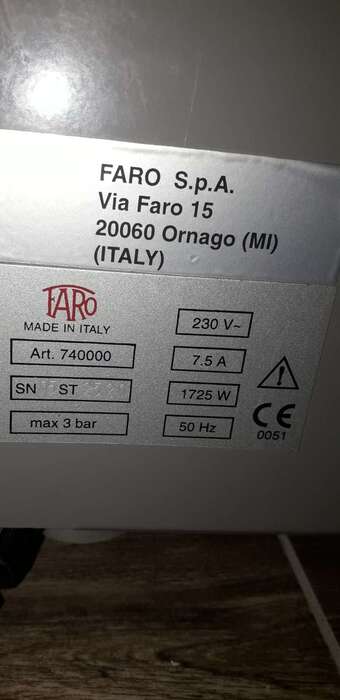 FARO S.p.A.
Via Faro 15
20060 Ornago (MI)
(ITALY)
FARO
MADE IN ITALY
Art. 740000
SN ST
max 3 bar
230 V~
7.5 A
1725 W
50 Hz
CE
0051